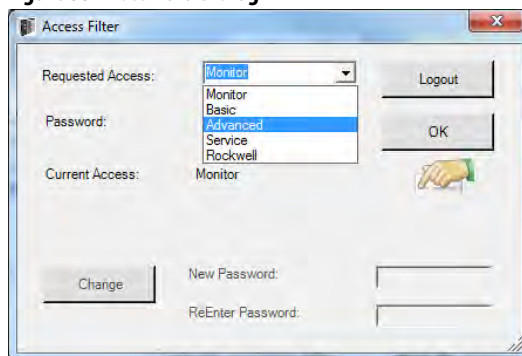 Access Filter
Requested Access:
Monitor
Logout
Monitor
Basic
Advanced
Service
Rockwell
Password:
OK
Current Access:
Monitor
Change
New Password:
ReEnter Password: